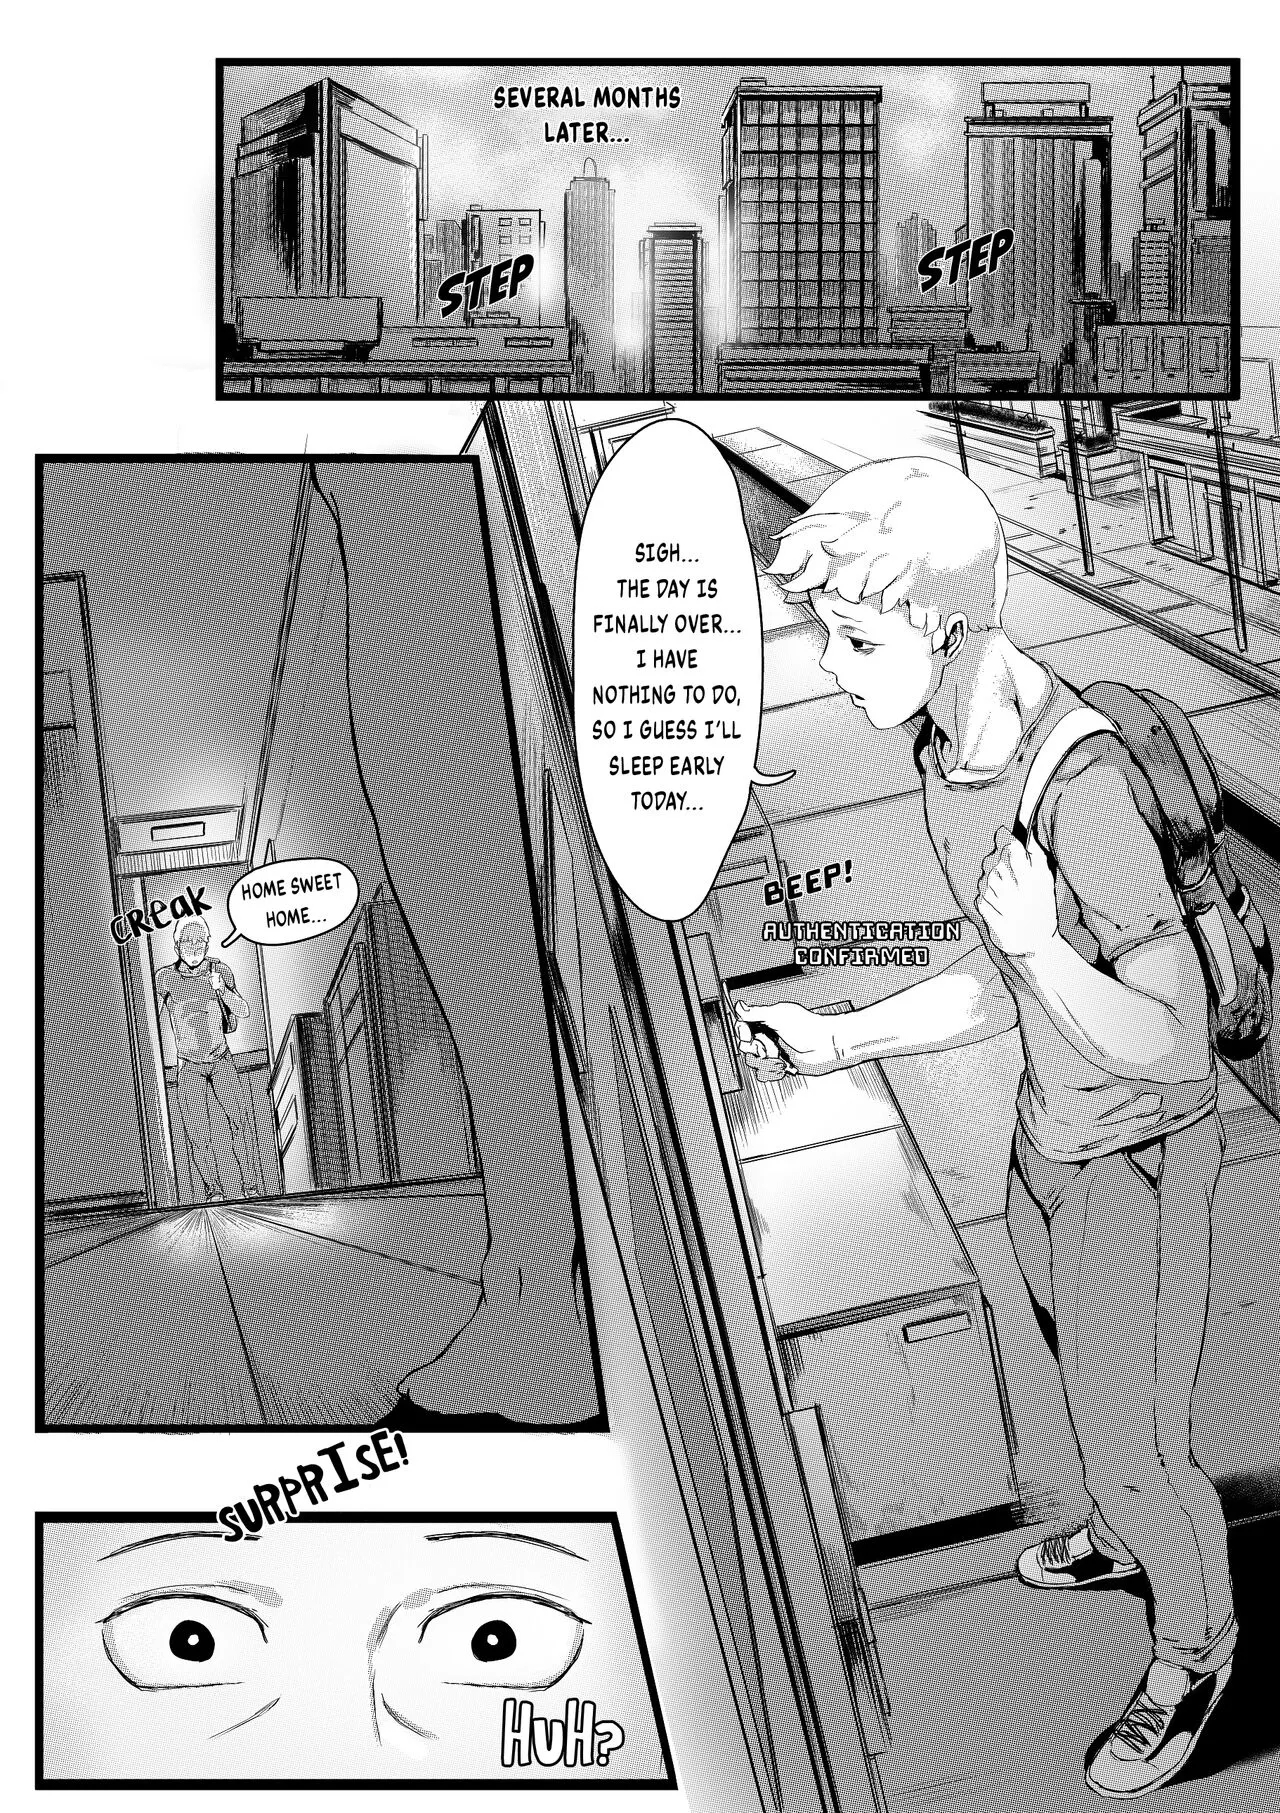 SEVERAL MONTHS
LATER...
STEP
STEP
SIGH...
THE DAY IS
FINALLY OVER...
I HAVE
NOTHING TO DO,
SO I GUESS I'LL
SLEEP EARLY
TODAY...
BEEP!
AUTHENTICATION
CONFIRMED
CREAK
HOME SWEET
HOME...
SURPRISE!
HUH?